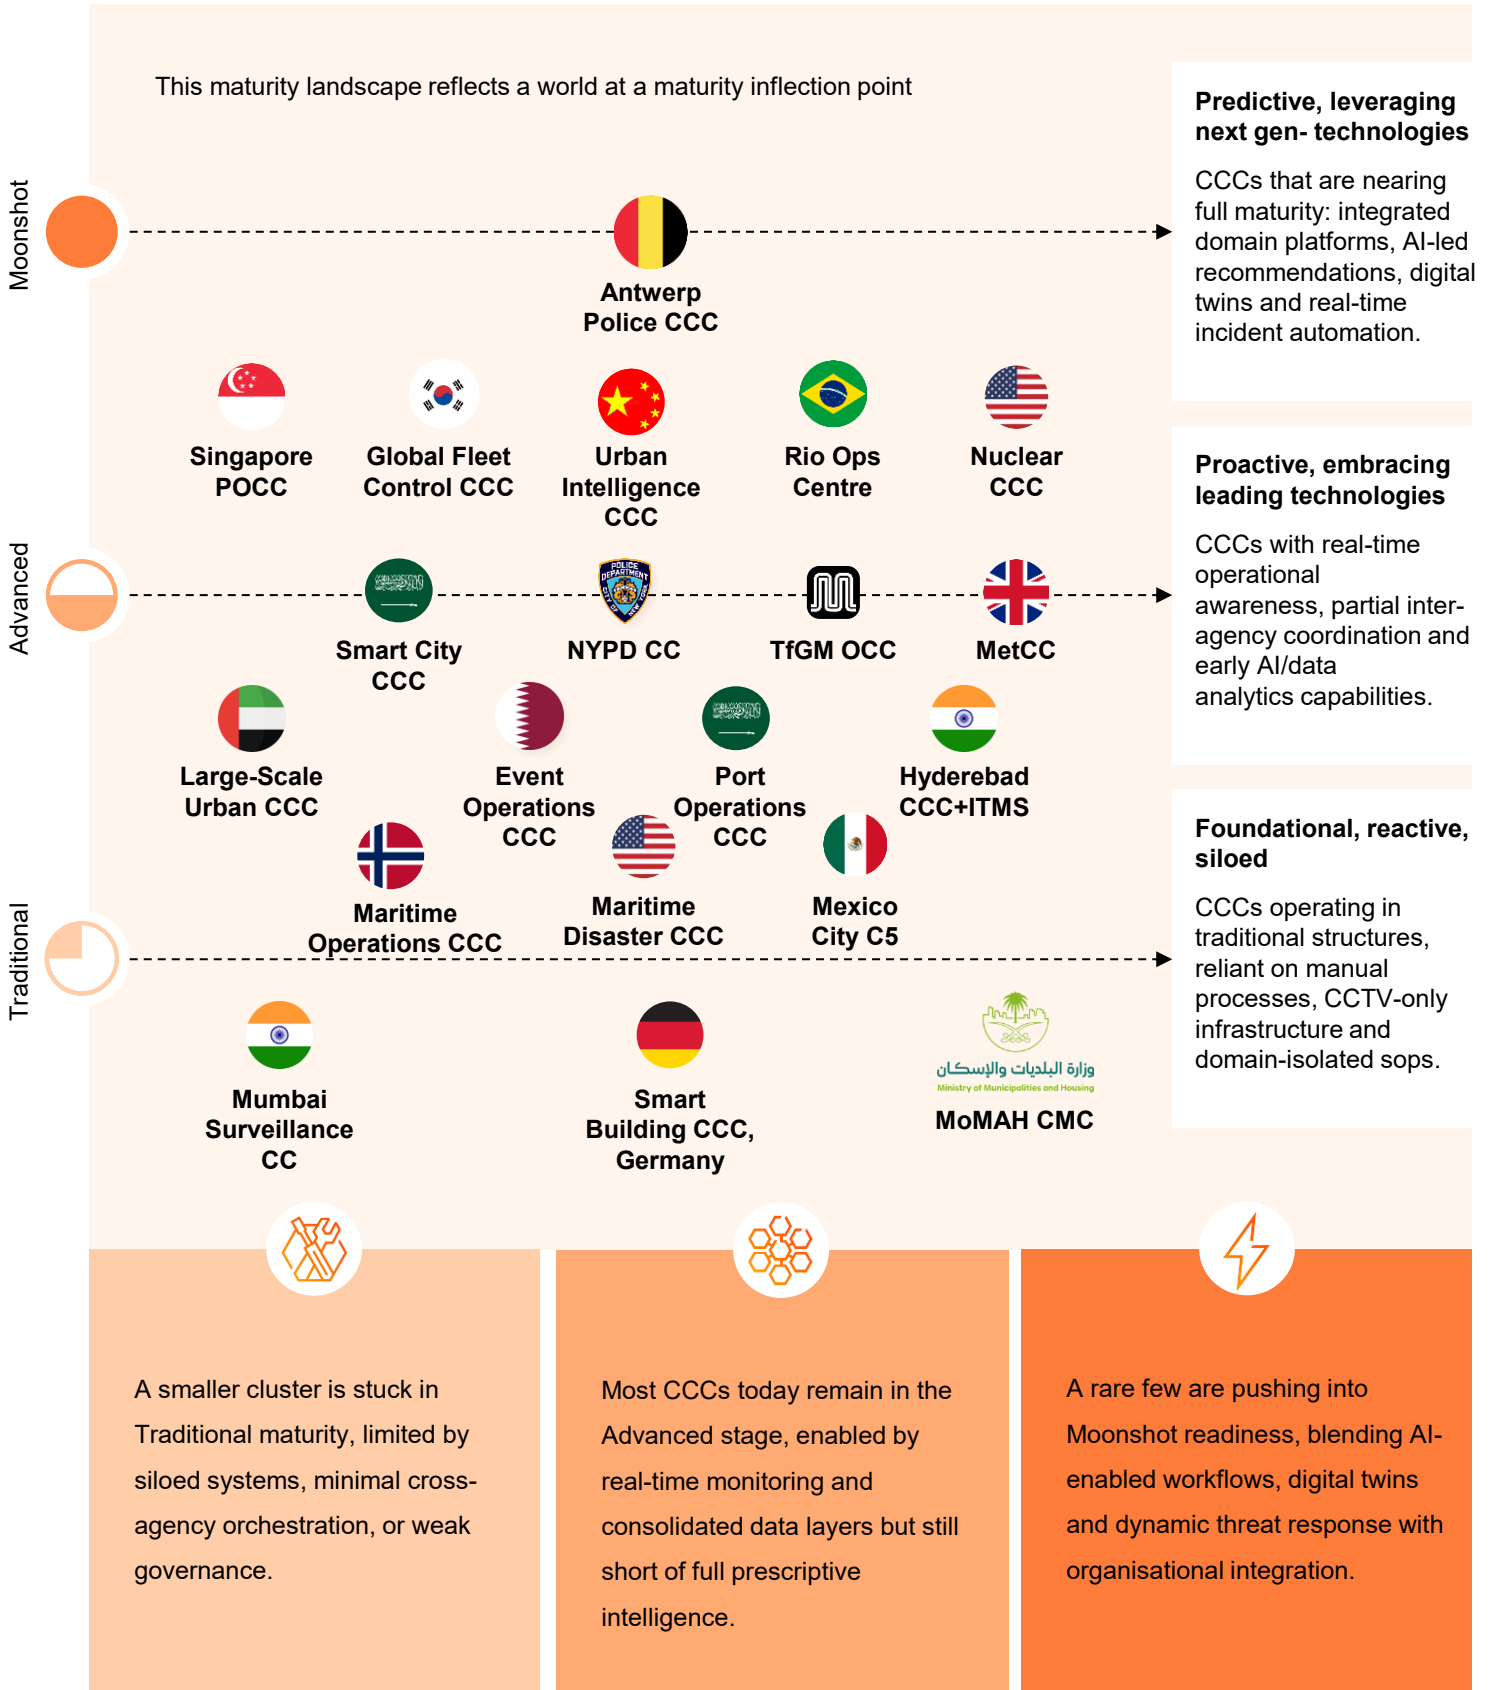 This maturity landscape reflects a world at a maturity inflection point
Moonshot
Antwerp
Police CCC
Predictive, leveraging
next gen- technologies
CCCs that are nearing
full maturity: integrated
domain platforms, AI-led
recommendations, digital
twins and real-time
incident automation.
Singapore
POCC
Global Fleet
Control CCC
Urban
Intelligence
CCC
Rio Ops
Centre
Nuclear
CCC
Advanced
Smart City
CCC
POLICE
DEPARTMENT
CITY OF
NEW YORK
NYPD CC
TfGM OCC
MetCC
Proactive, embracing
leading technologies
CCCs with real-time
operational
awareness, partial inter-
agency coordination and
early AI/data
analytics capabilities.
Large-Scale
Urban CCC
Event
Operations
CCC
Port
Operations
CCC
Hyderebad
CCC+ITMS
Maritime
Operations CCC
Maritime
Disaster CCC
Mexico
City C5
Traditional
Foundational, reactive,
siloed
CCCs operating in
traditional structures,
reliant on manual
processes, CCTV-only
infrastructure and
domain-isolated sops.
Mumbai
Surveillance
CC
Smart
Building CCC,
Germany
وزارة البلديات والإسكان
Ministry of Municipalities and Housing
MoMAH CMC
A smaller cluster is stuck in
Traditional maturity, limited by
siloed systems, minimal cross-
agency orchestration, or weak
governance.
Most CCCs today remain in the
Advanced stage, enabled by
real-time monitoring and
consolidated data layers but still
short of full prescriptive
intelligence.
A rare few are pushing into
Moonshot readiness, blending AI-
enabled workflows, digital twins
and dynamic threat response with
organisational integration.